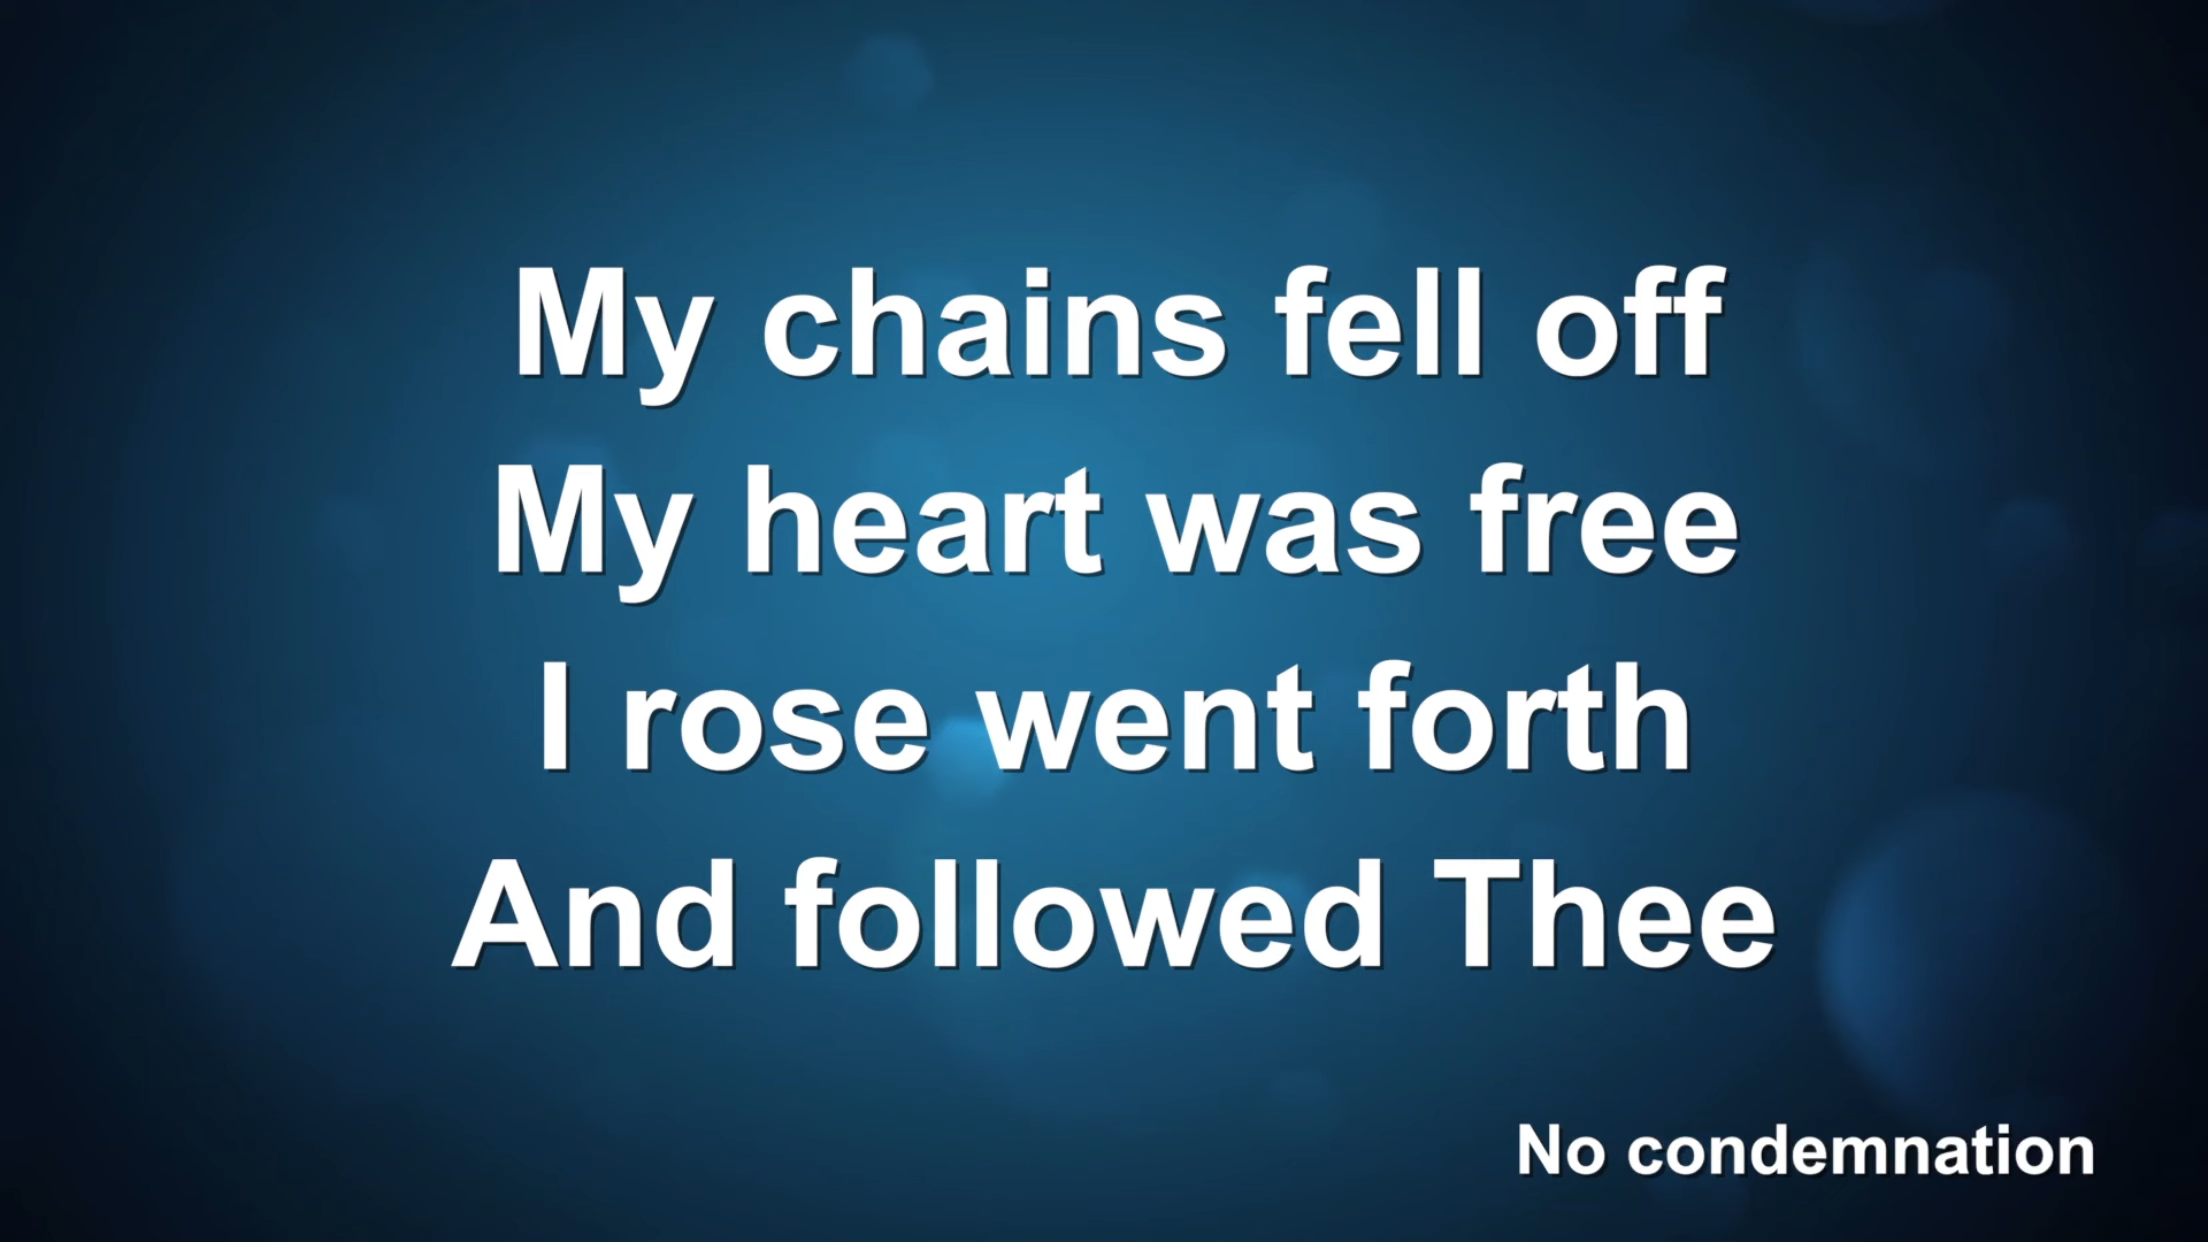 My chains fell off
My heart was free
I rose went forth
And followed Thee
No condemnation